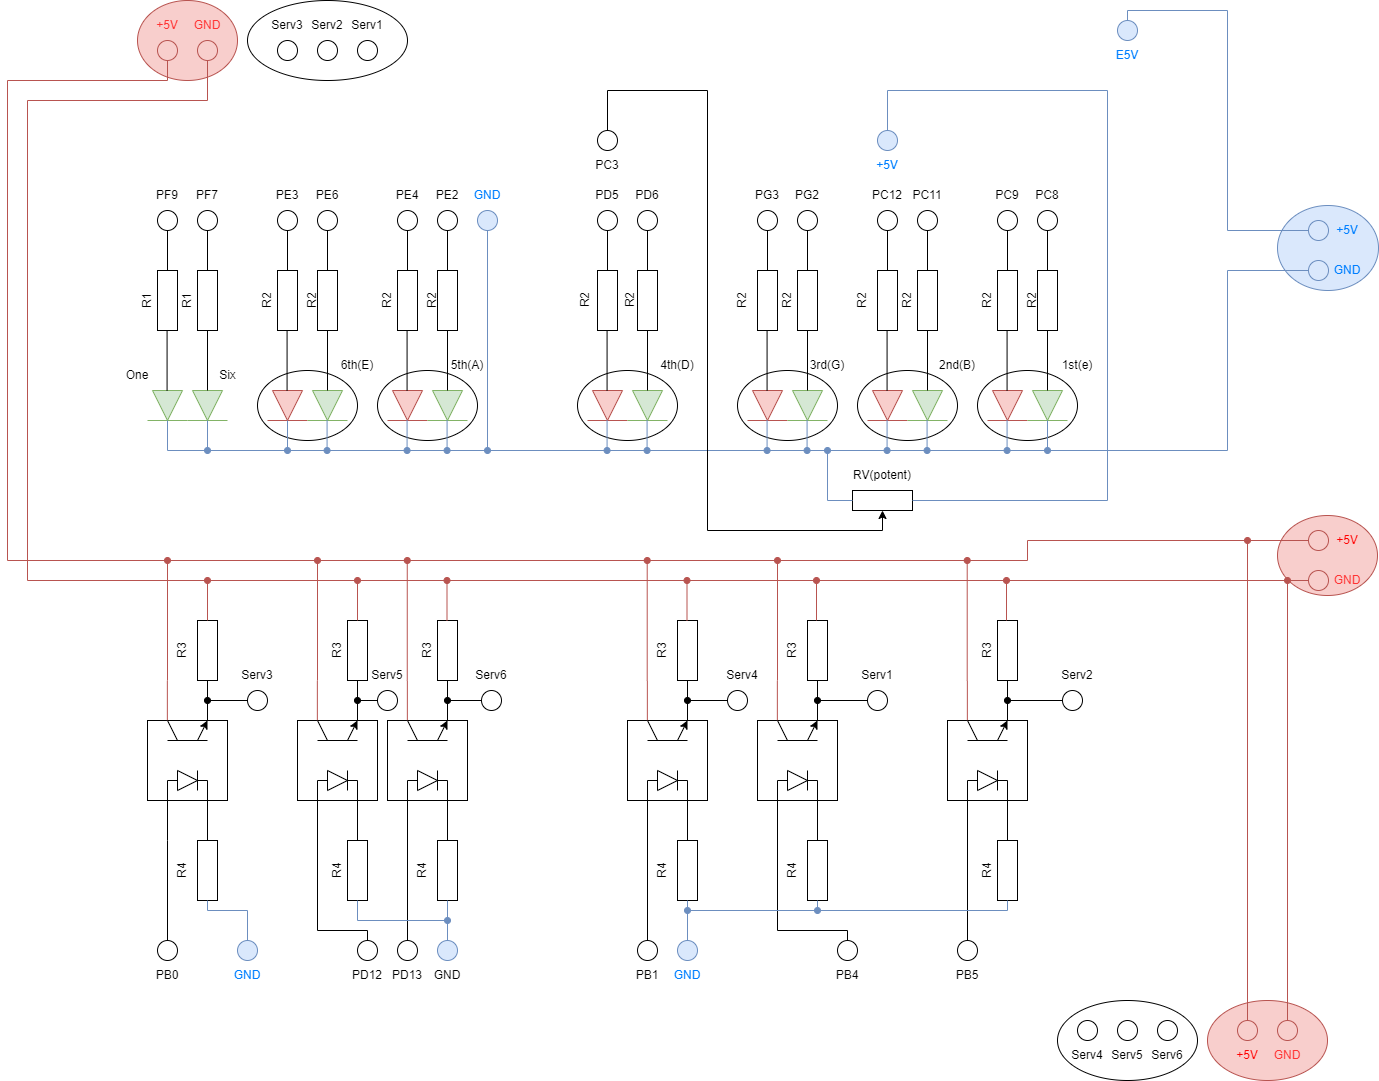 +5V GND
Serv3 Serv2 Serv1
E5V
PC3
+5V
PF9 PF7 PE3 PE6 PE4 PE2 GND PD5 PD6 PG3 PG2 PC12 PC11 PC9 PC8
+5V
GND
R1 R1 R2 R2 R2 R2 R2 R2 R2 R2 R2 R2 R2 R2
One Six 6th(E) 5th(A) 4th(D) 3rd(G) 2nd(B) 1st(e)
RV(potent)
+5V
GND
R3 R3 R3 R3 R3 R3
Serv3 Serv5 Serv6 Serv4 Serv1 Serv2
R4 R4 R4 R4 R4 R4
PB0 GND PD12 PD13 GND PB1 GND PB4 PB5
Serv4 Serv5 Serv6
+5V GND